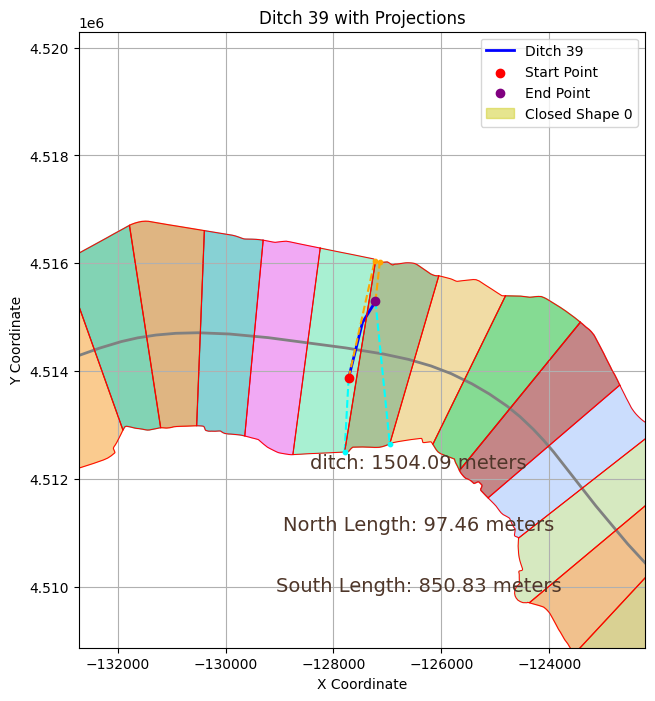 Ditch 39 with Projections
1e6
Ditch 39
Start Point
End Point
Closed Shape 0
4.520
4.518
4.516
4.514
4.512
4.510
Y Coordinate
ditch: 1504.09 meters
North Length: 97.46 meters
South Length: 850.83 meters
−132000 −130000 −128000 −126000 −124000
X Coordinate